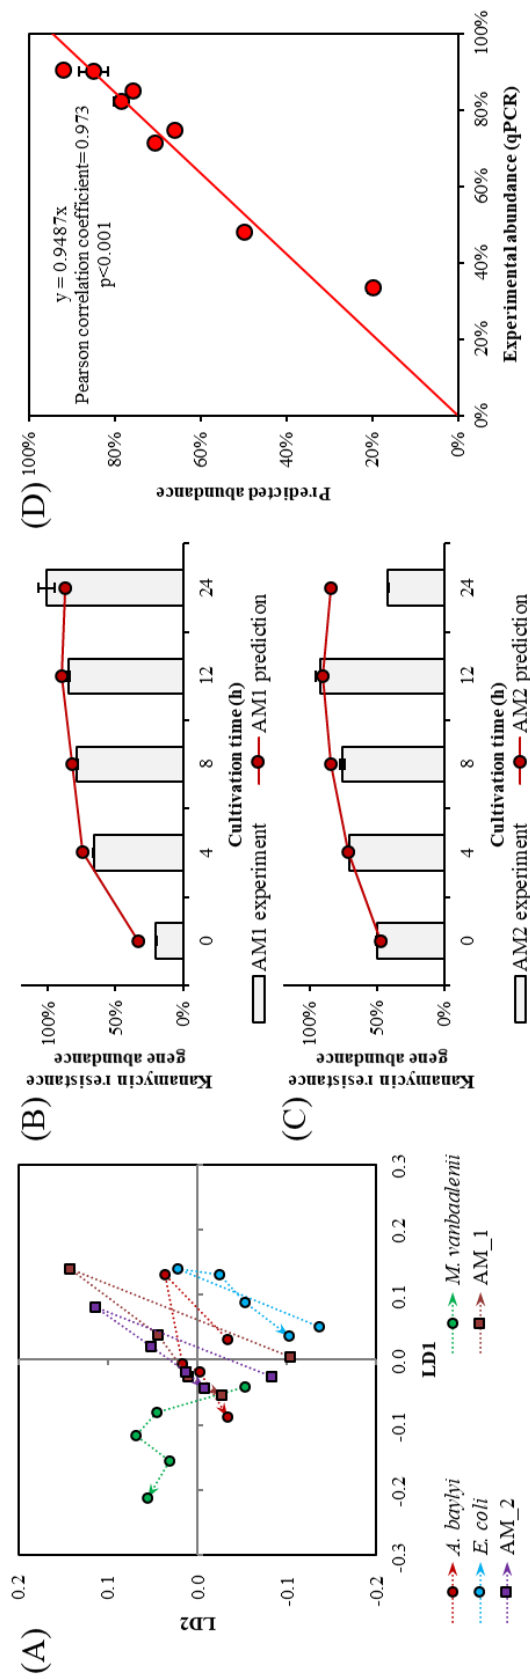 (A)
0.2
0.1
0.0
-0.1
-0.2
LD2
-0.3
-0.2
-0.1
0.0
0.1
0.2
0.3
LD1
A. baylyi
M. vanbaalenii
E. coli
AM_1
AM_2
(B)
Kanamycin resistance
gene abundance
100%
50%
0%
0
4
8
12
24
Cultivation time (h)
AM1 experiment
AM1 prediction
(C)
Kanamycin resistance
gene abundance
100%
50%
0%
0
4
8
12
24
Cultivation time (h)
AM2 experiment
AM2 prediction
(D)
100%
80%
60%
40%
20%
0%
Predicted abundance
y = 0.9487x
Pearson correlation coefficient=0.973
p<0.001
0%
20%
40%
60%
80%
100%
Experimental abundance (qPCR)